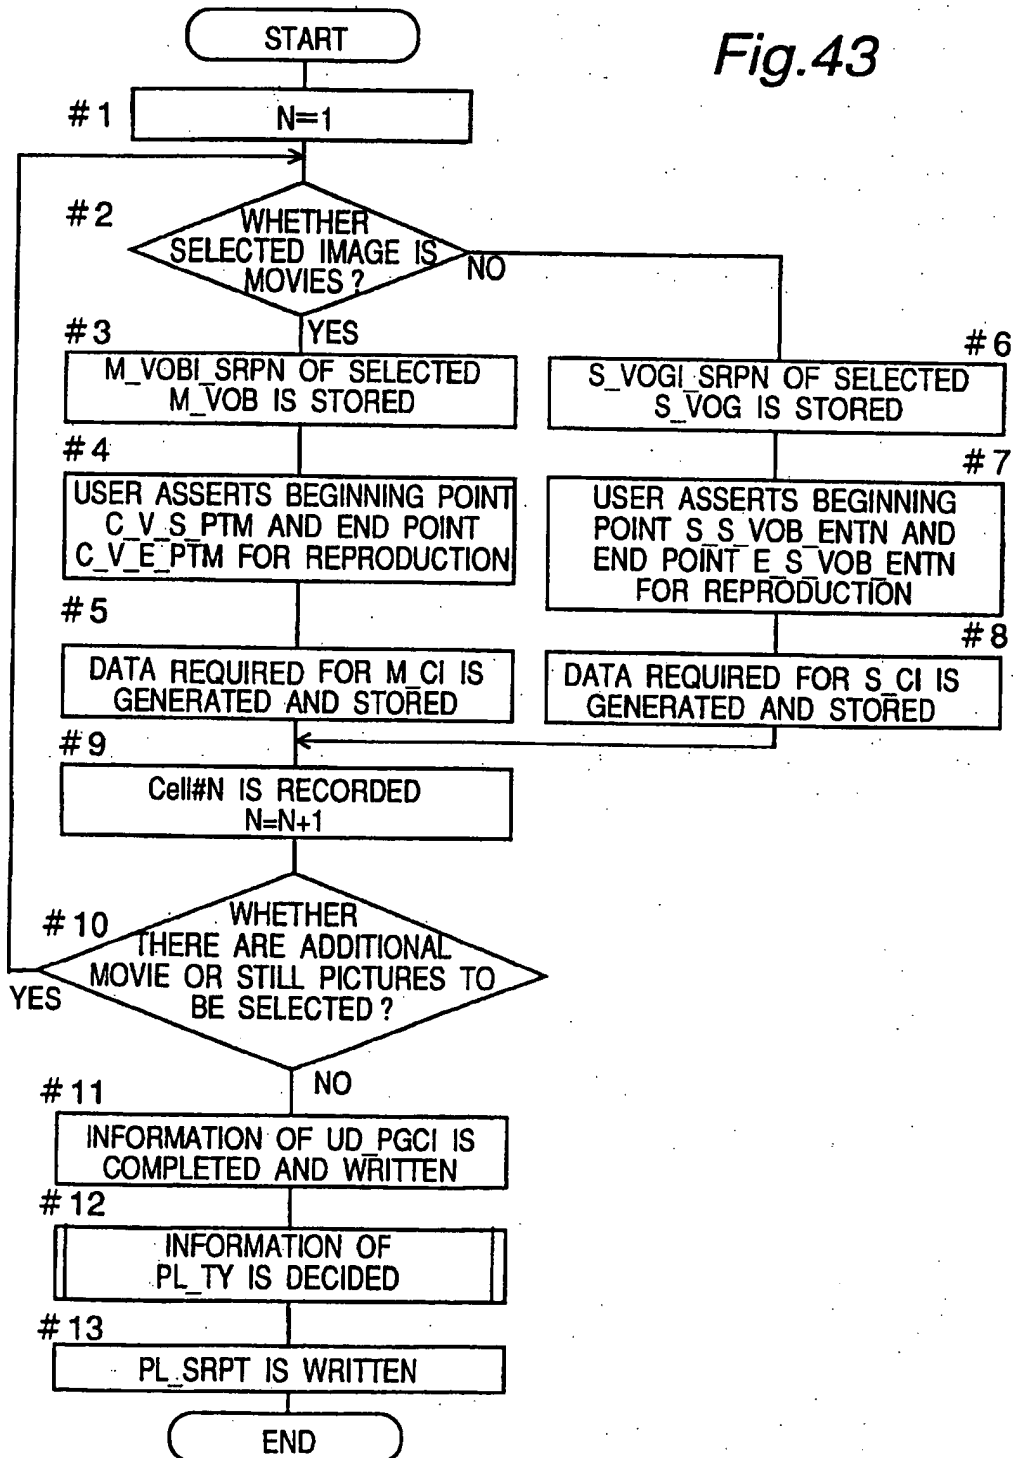 START
Fig.43
#1
N=1
#2
WHETHER
SELECTED IMAGE IS
MOVIES?
NO
YES
#3
M_VOBI_SRPN OF SELECTED
M_VOB IS STORED
#6
S_VOGI_SRPN OF SELECTED
S_VOG IS STORED
#4
USER ASSERTS BEGINNING POINT
C_V_S_PTM AND END POINT
C_V_E_PTM FOR REPRODUCTION
#7
USER ASSERTS BEGINNING
POINT S_S_VOB_ENTN AND
END POINT E_S_VOB_ENTN
FOR REPRODUCTION
#5
DATA REQUIRED FOR M_CI IS
GENERATED AND STORED
#8
DATA REQUIRED FOR S_CI IS
GENERATED AND STORED
#9
Cell#N IS RECORDED
N=N+1
#10
WHETHER
THERE ARE ADDITIONAL
MOVIE OR STILL PICTURES TO
BE SELECTED?
YES
NO
#11
INFORMATION OF UD_PGCI IS
COMPLETED AND WRITTEN
#12
INFORMATION OF
PL_TY IS DECIDED
#13
PL_SRPT IS WRITTEN
END